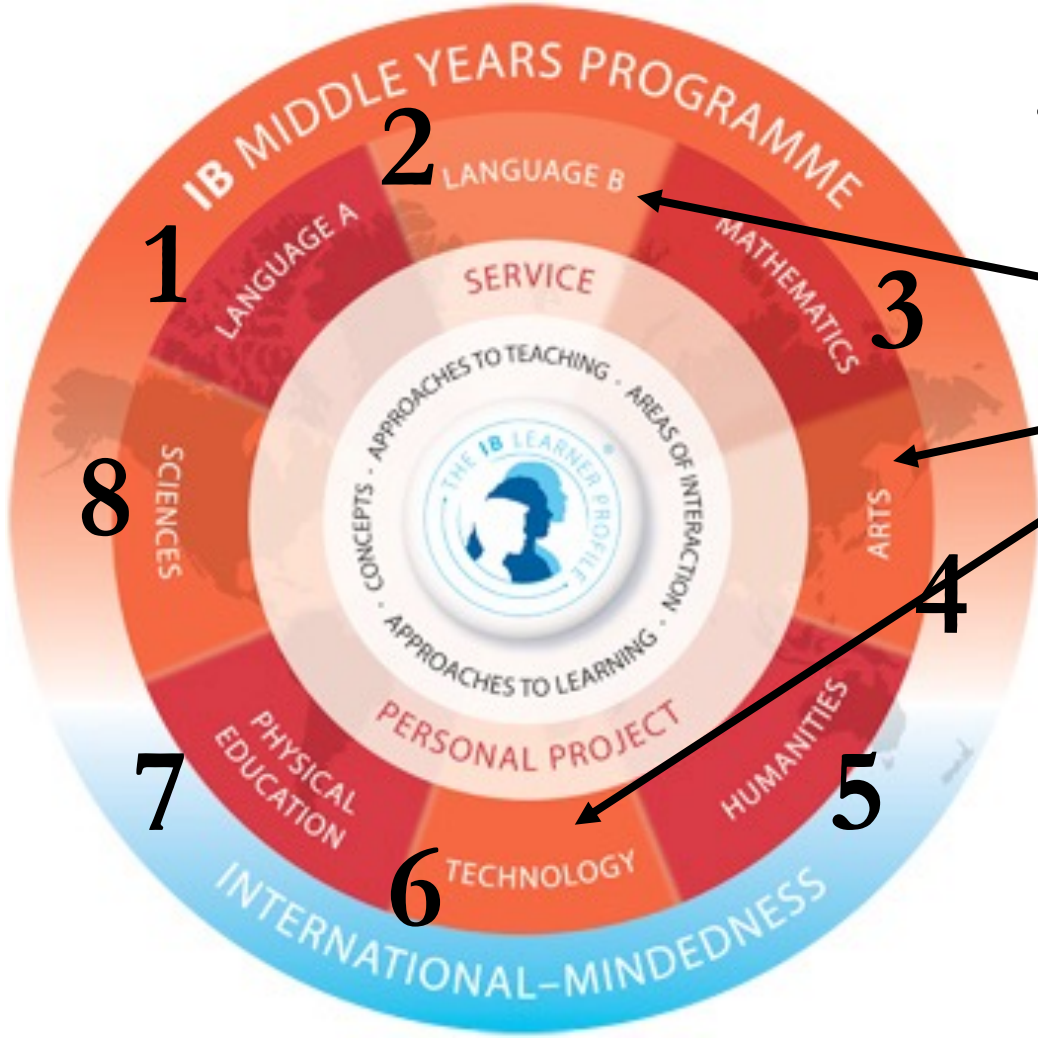 IB MIDDLE YEARS PROGRAMME
1
LANGUAGE A
2
LANGUAGE B
MATHEMATICS
3
ARTS
4
HUMANITIES
5
6
TECHNOLOGY
7
PHYSICAL
EDUCATION
8
SCIENCES
SERVICE
PERSONAL PROJECT
APPROACHES TO TEACHING · AREAS OF INTERACTION · APPROACHES TO LEARNING · CONCEPTS ·
· THE IB LEARNER PROFILE · ®
INTERNATIONAL–MINDEDNESS